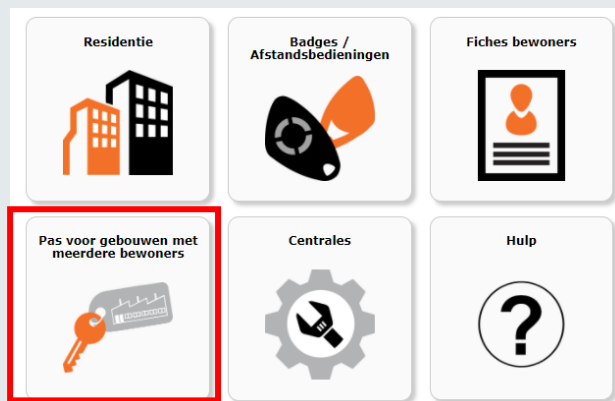 Residentie
Badges /
Afstandsbedieningen
Fiches bewoners
Pas voor gebouwen met
meerdere bewoners
Centrales
Hulp
?